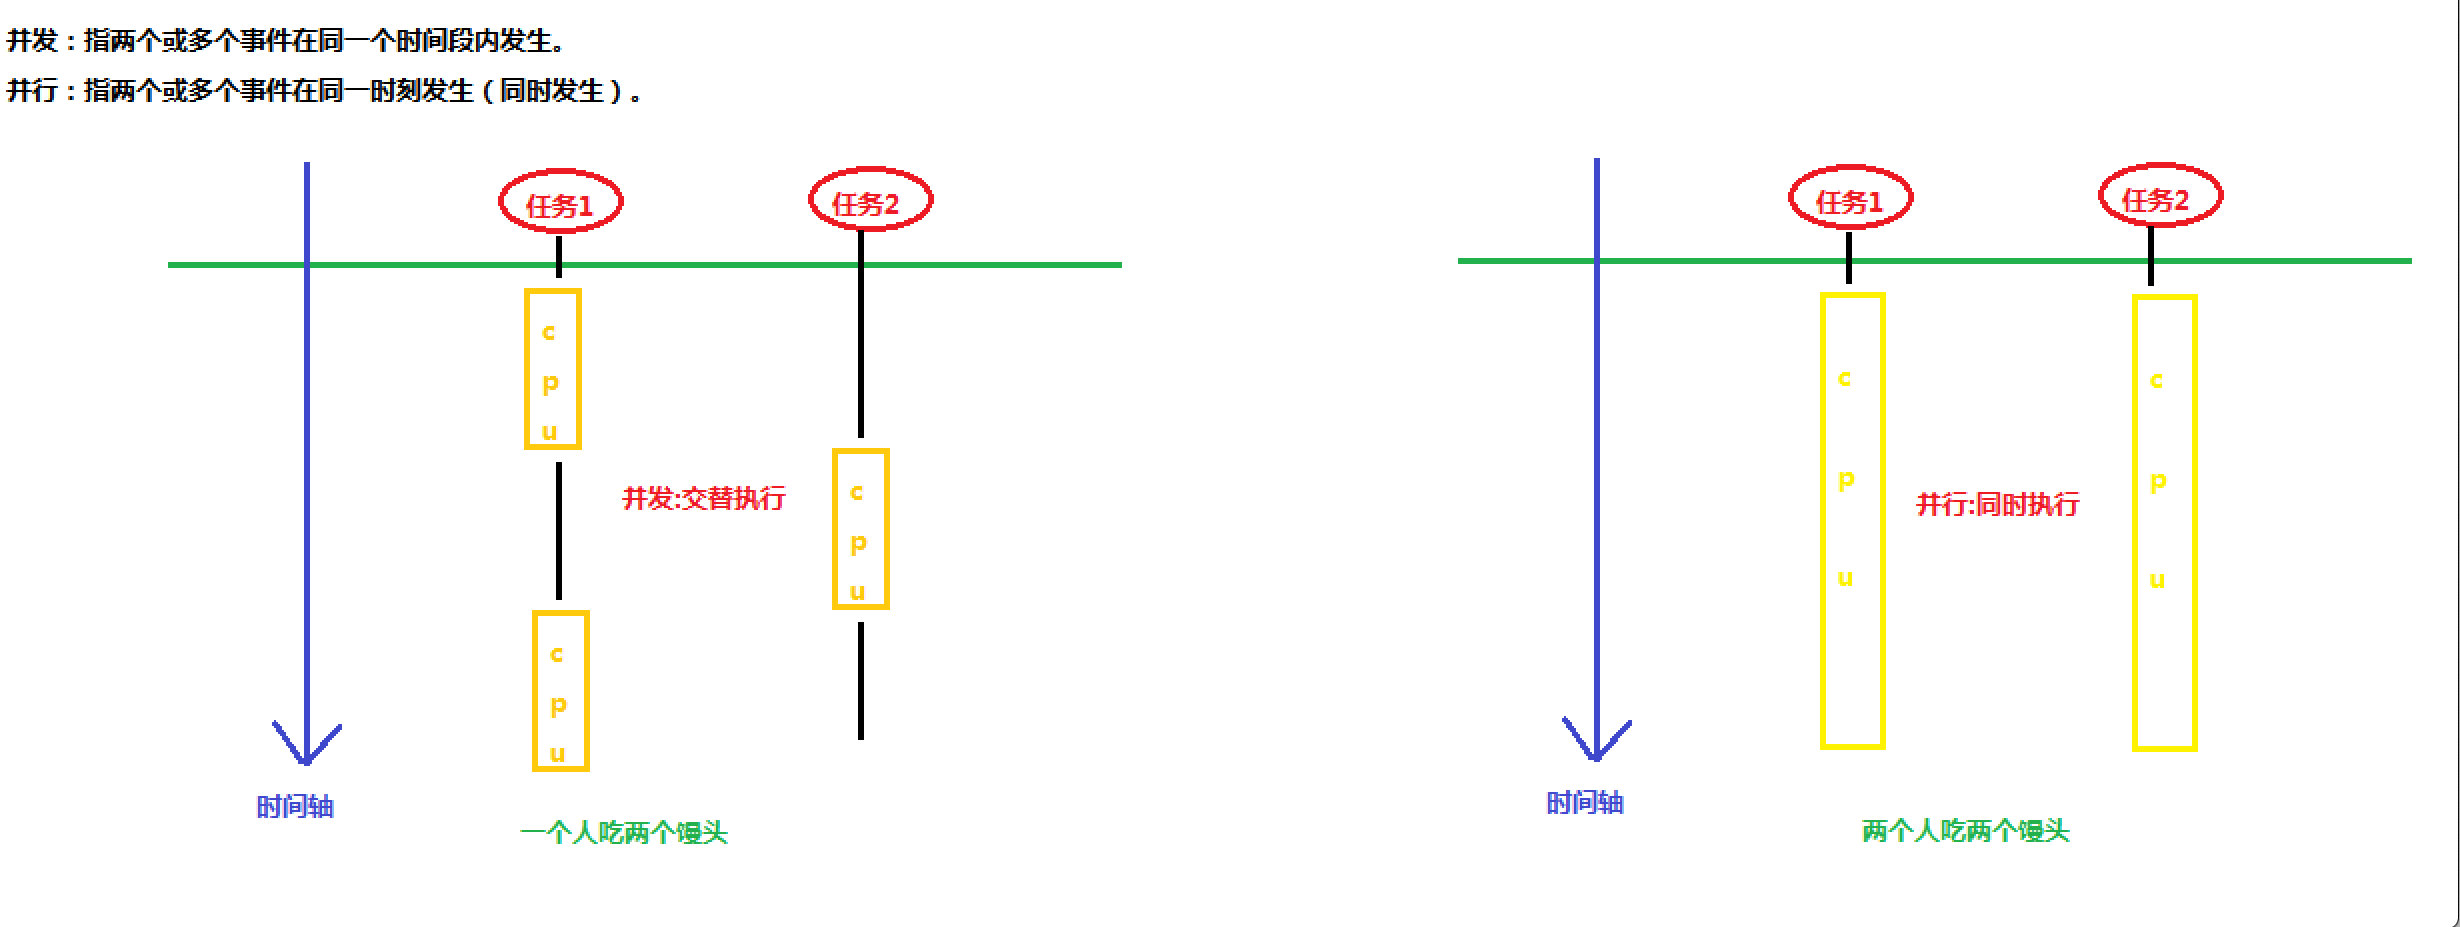 并发：指两个或多个事件在同一个时间段内发生。
并行：指两个或多个事件在同一时刻发生（同时发生）。
任务1
任务2
c
p
u
c
p
u
并发:交替执行
c
p
u
时间轴
一个人吃两个馒头
任务1
任务2
c
p
u
c
p
u
并行:同时执行
时间轴
两个人吃两个馒头